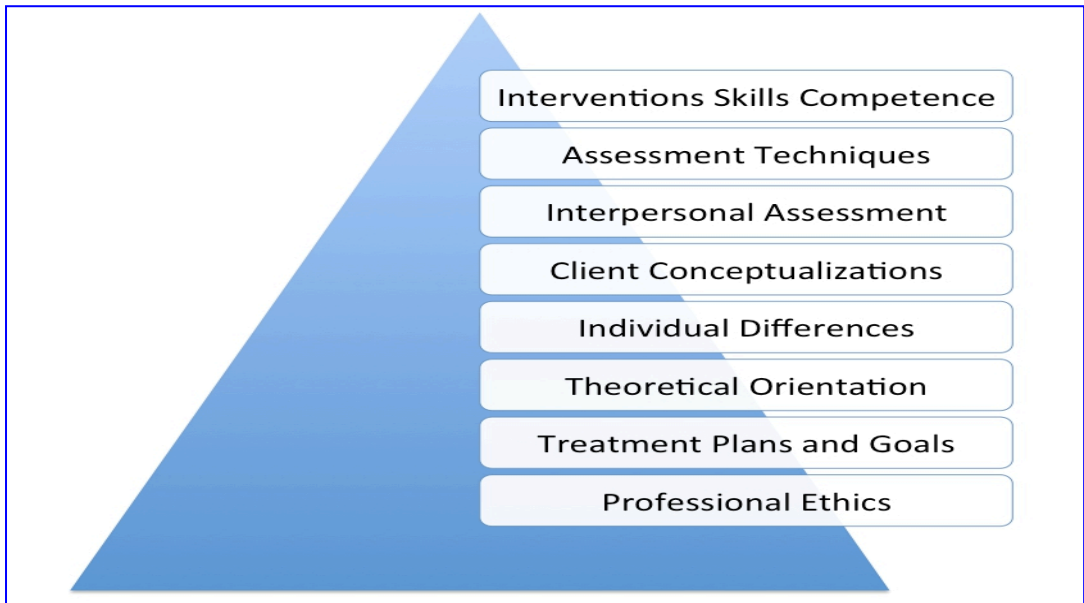 Interventions Skills Competence
Assessment Techniques
Interpersonal Assessment
Client Conceptualizations
Individual Differences
Theoretical Orientation
Treatment Plans and Goals
Professional Ethics